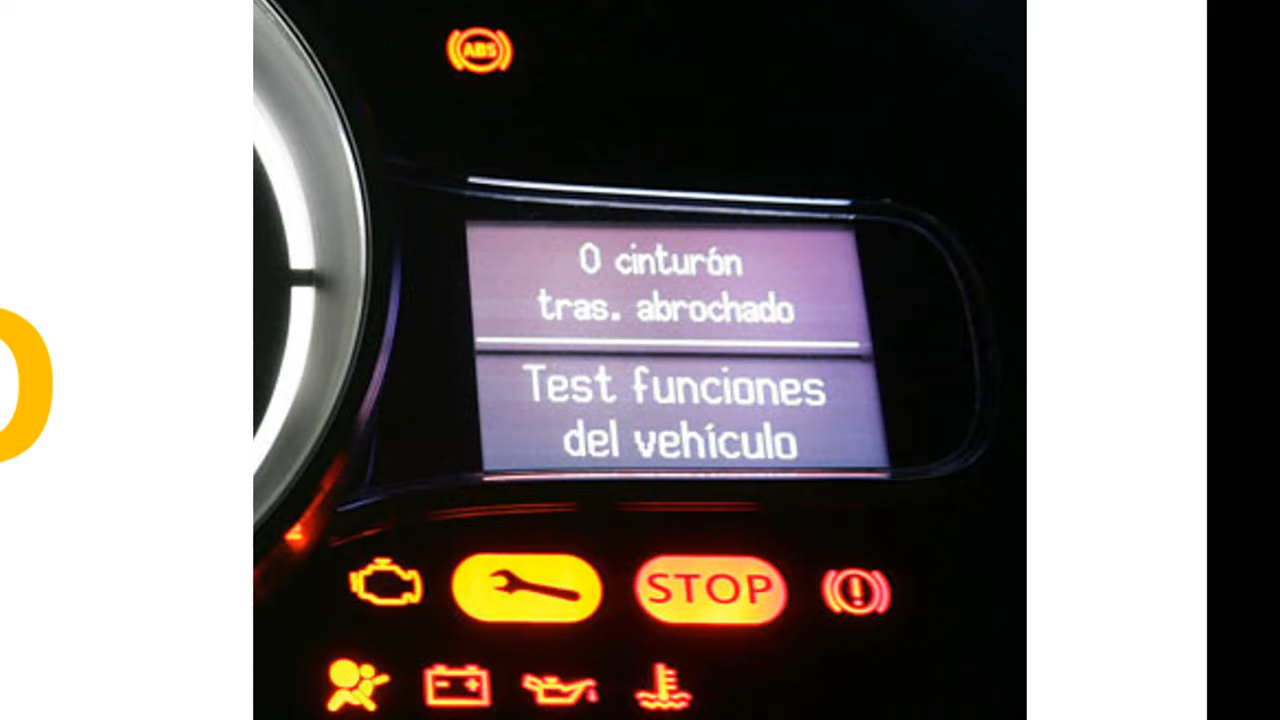 ABS
0 cinturón
tras. abrochado
Test funciones
del vehículo
STOP